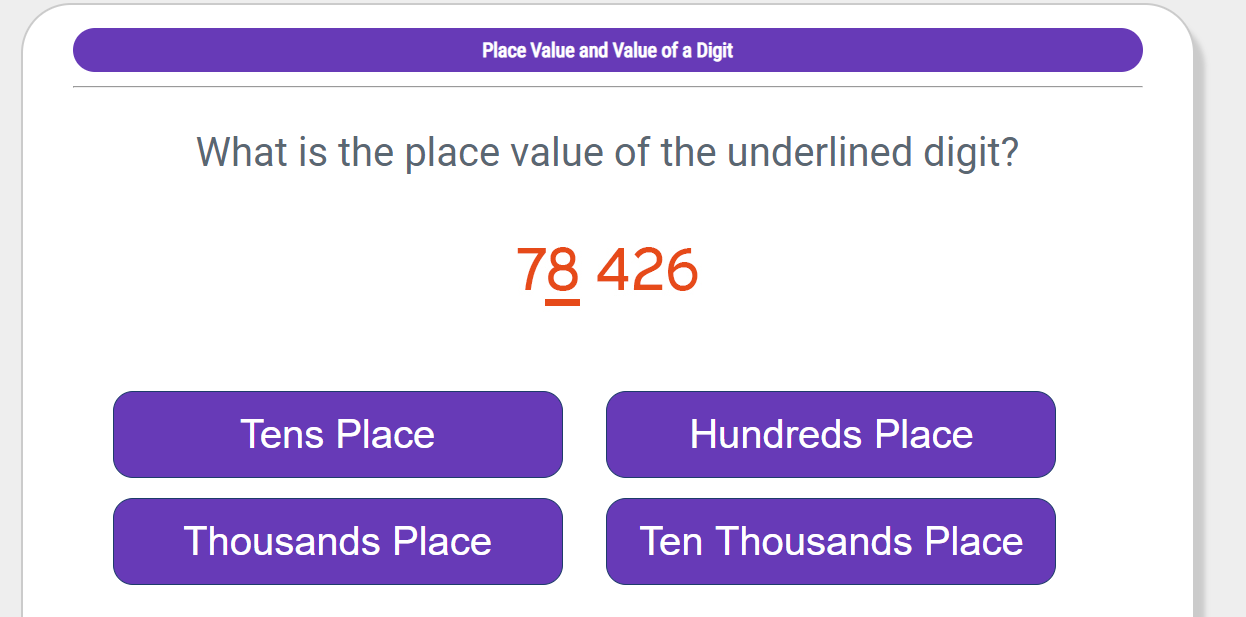 Place Value and Value of a Digit
What is the place value of the underlined digit?
78 426
Tens Place
Hundreds Place
Thousands Place
Ten Thousands Place